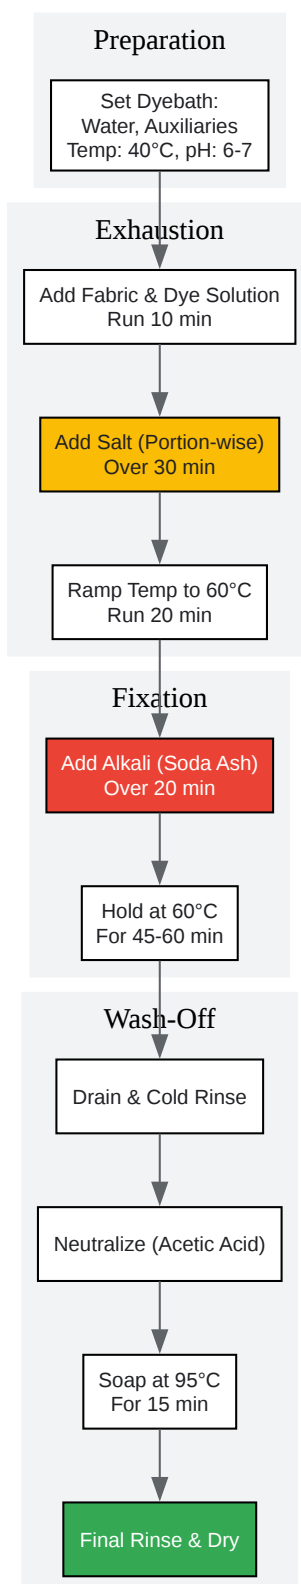 Preparation
Set Dyebath:
Water, Auxiliaries
Temp: 40°C, pH: 6-7
Exhaustion
Add Fabric & Dye Solution
Run 10 min
Add Salt (Portion-wise)
Over 30 min
Ramp Temp to 60°C
Run 20 min
Fixation
Add Alkali (Soda Ash)
Over 20 min
Hold at 60°C
For 45-60 min
Wash-Off
Drain & Cold Rinse
Neutralize (Acetic Acid)
Soap at 95°C
For 15 min
Final Rinse & Dry